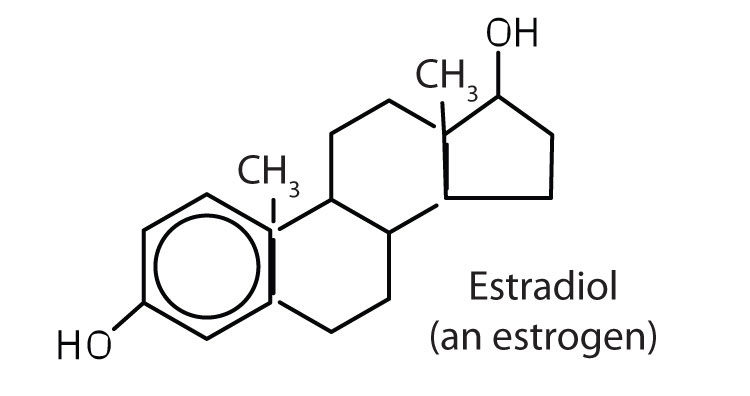 OH
CH₃
CH₃
HO
Estradiol
(an estrogen)